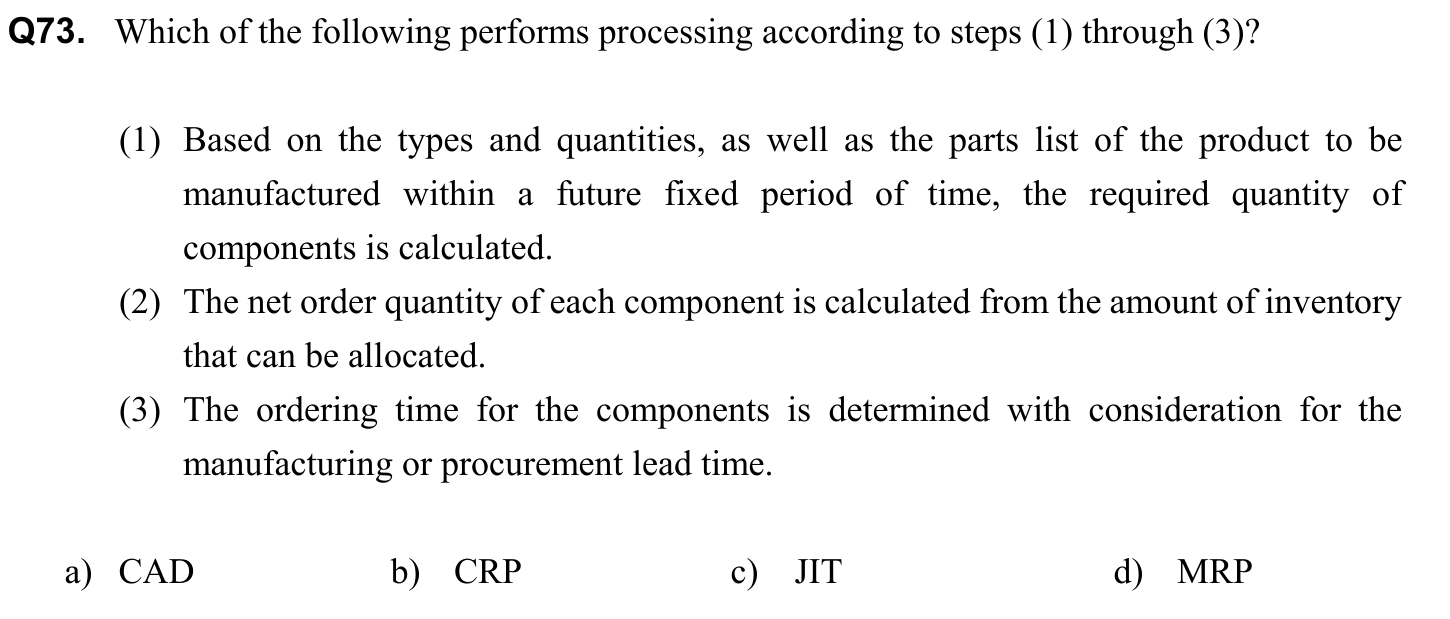 Q73. Which of the following performs processing according to steps (1) through (3)?
(1) Based on the types and quantities, as well as the parts list of the product to be
manufactured within a future fixed period of time, the required quantity of
components is calculated.
(2) The net order quantity of each component is calculated from the amount of inventory
that can be allocated.
(3) The ordering time for the components is determined with consideration for the
manufacturing or procurement lead time.
a) CAD b) CRP c) JIT d) MRP